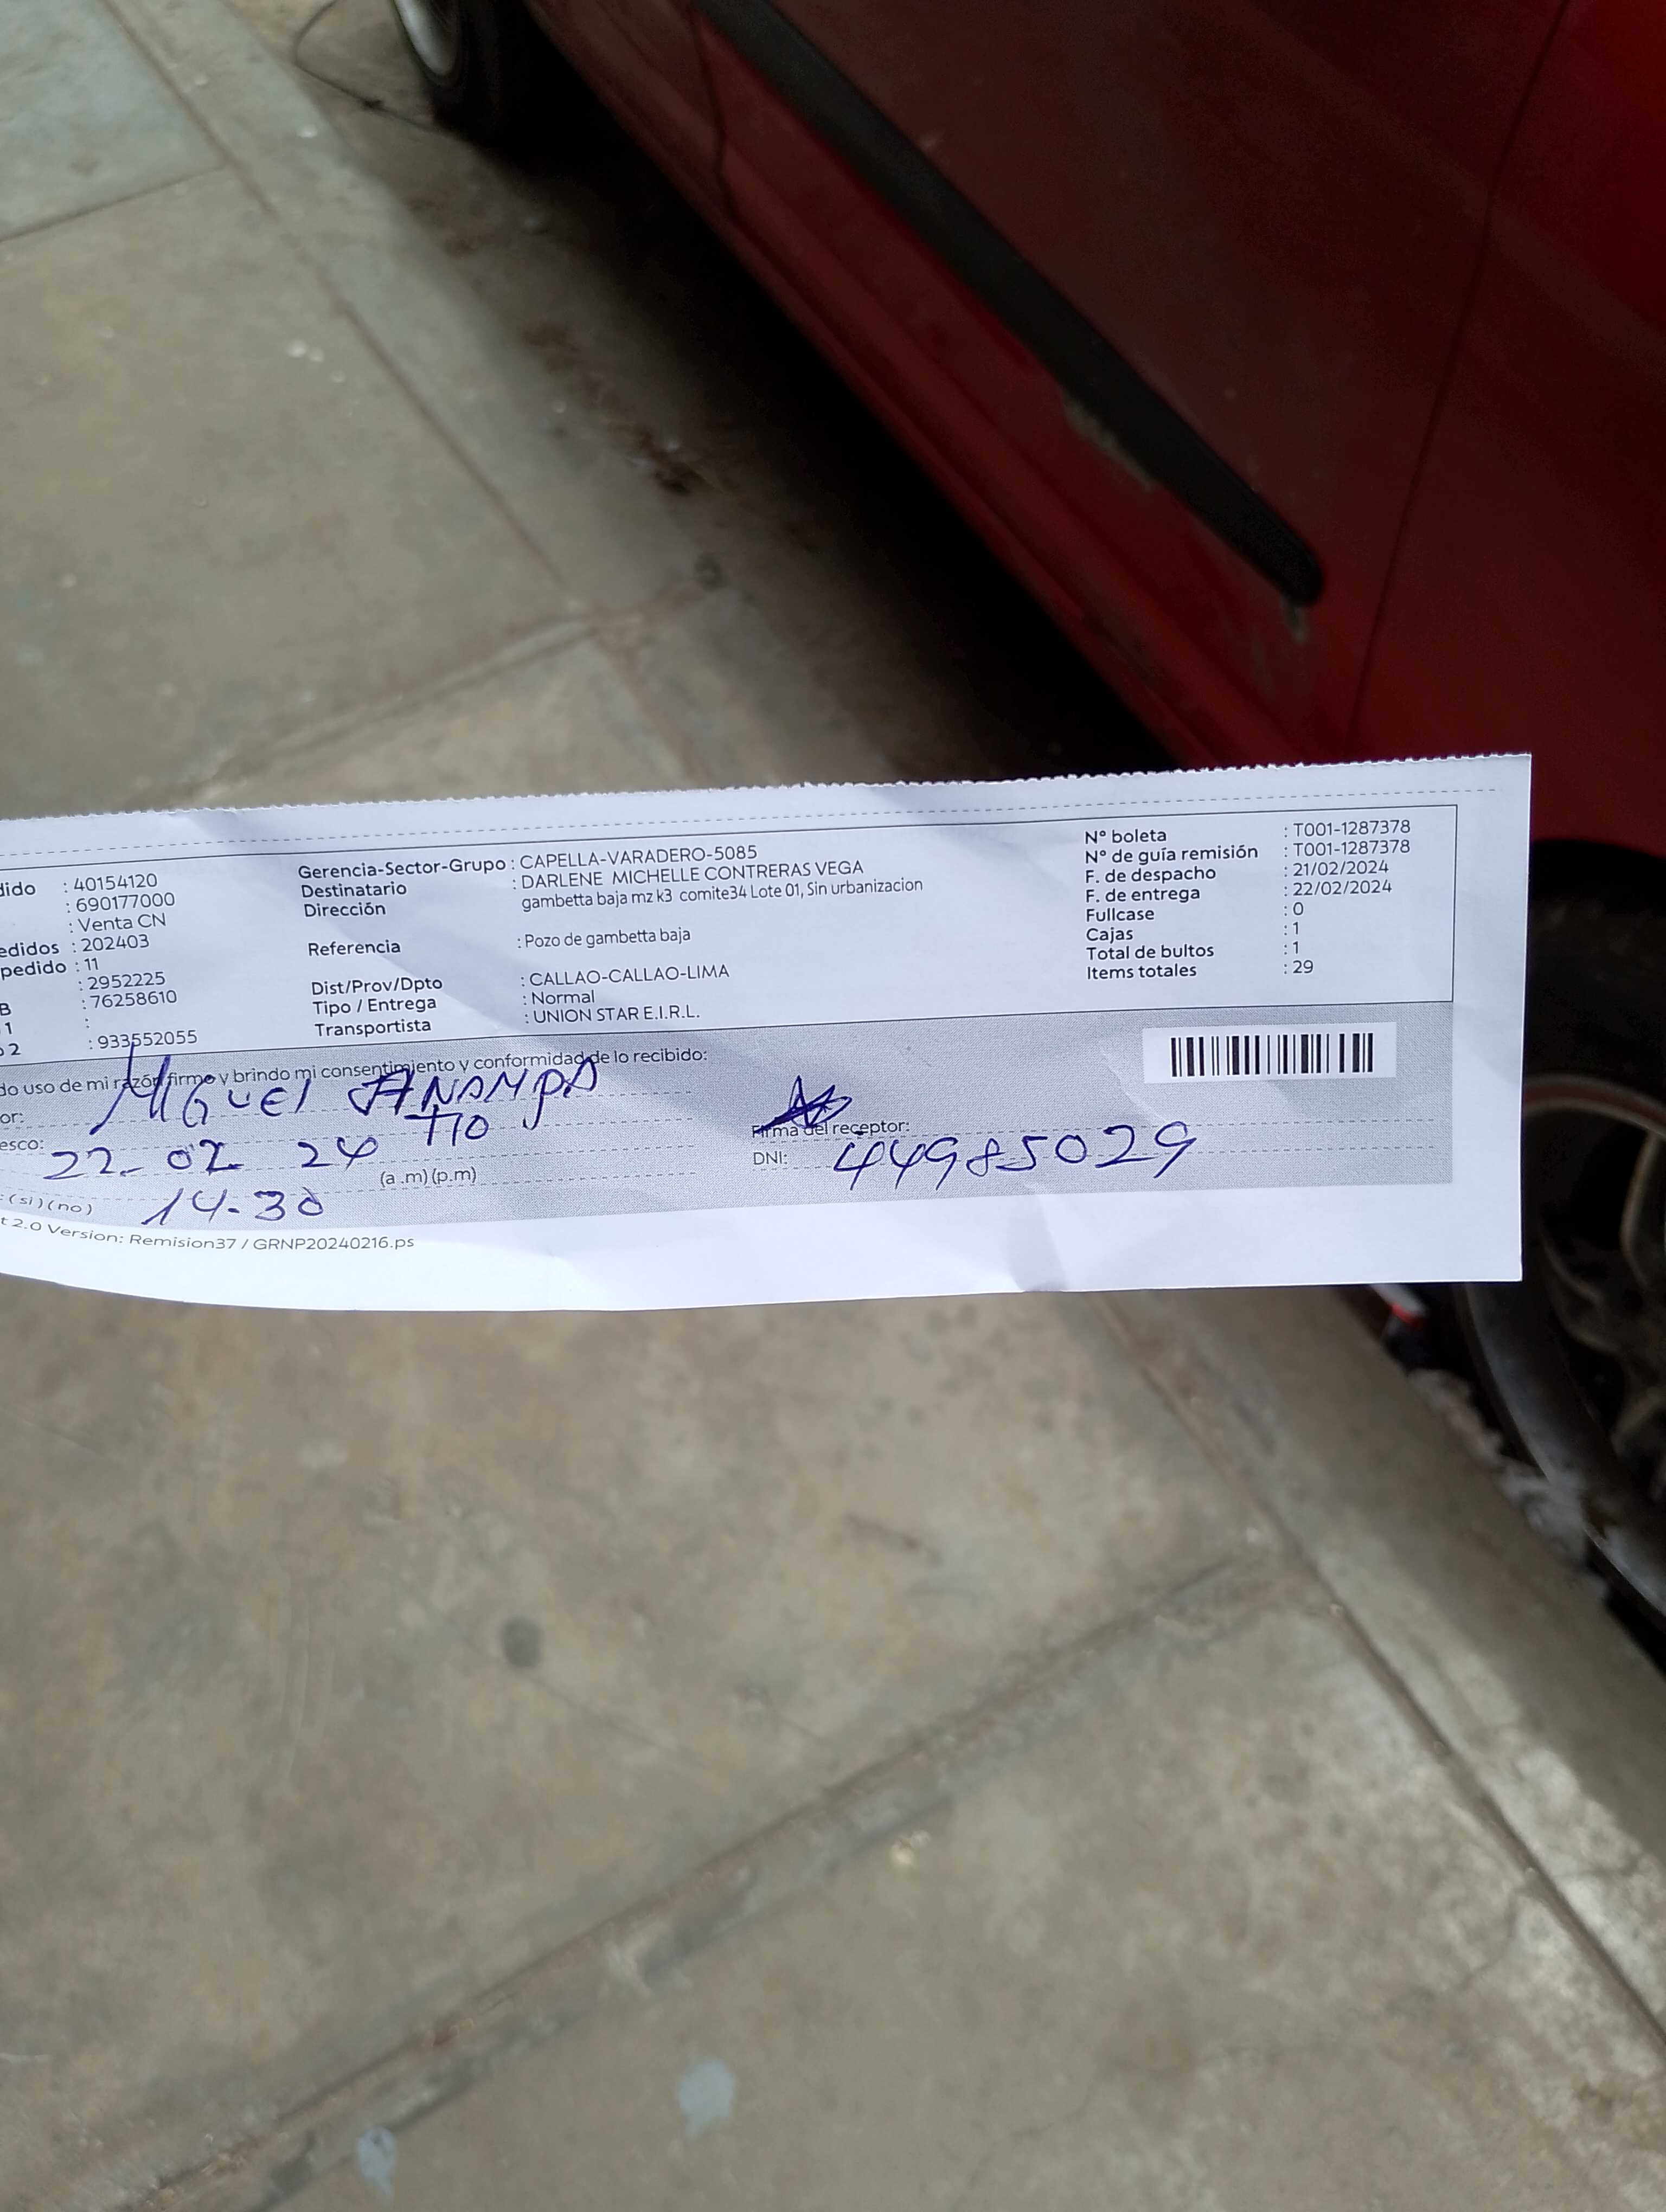 dido : 40154120
: 690177000
: Venta CN
edidos : 202403
pedido : 11
: 2952225
B : 76258610
1 :
o 2 : 933552055
Gerencia-Sector-Grupo : CAPELLA-VARADERO-5085
Destinatario : DARLENE MICHELLE CONTRERAS VEGA
Dirección gambetta baja mz k3 comite34 Lote 01, Sin urbanizacion
Referencia : Pozo de gambetta baja
Dist/Prov/Dpto : CALLAO-CALLAO-LIMA
Tipo / Entrega : Normal
Transportista : UNION STAR E.I.R.L.
N° boleta : T001-1287378
N° de guía remisión : T001-1287378
F. de despacho : 21/02/2024
F. de entrega : 22/02/2024
Fullcase : 0
Cajas : 1
Total de bultos : 1
Items totales : 29
do uso de mi razón firmo y brindo mi consentimiento y conformidad de lo recibido:
or: MIGUEl ANAMPA
esco: TIO
22-02 24
(a .m) (p.m)
: (si) (no) 14-30
Firma del receptor:
DNI: 44985029
t 2.0 Version: Remision37 / GRNP20240216.ps